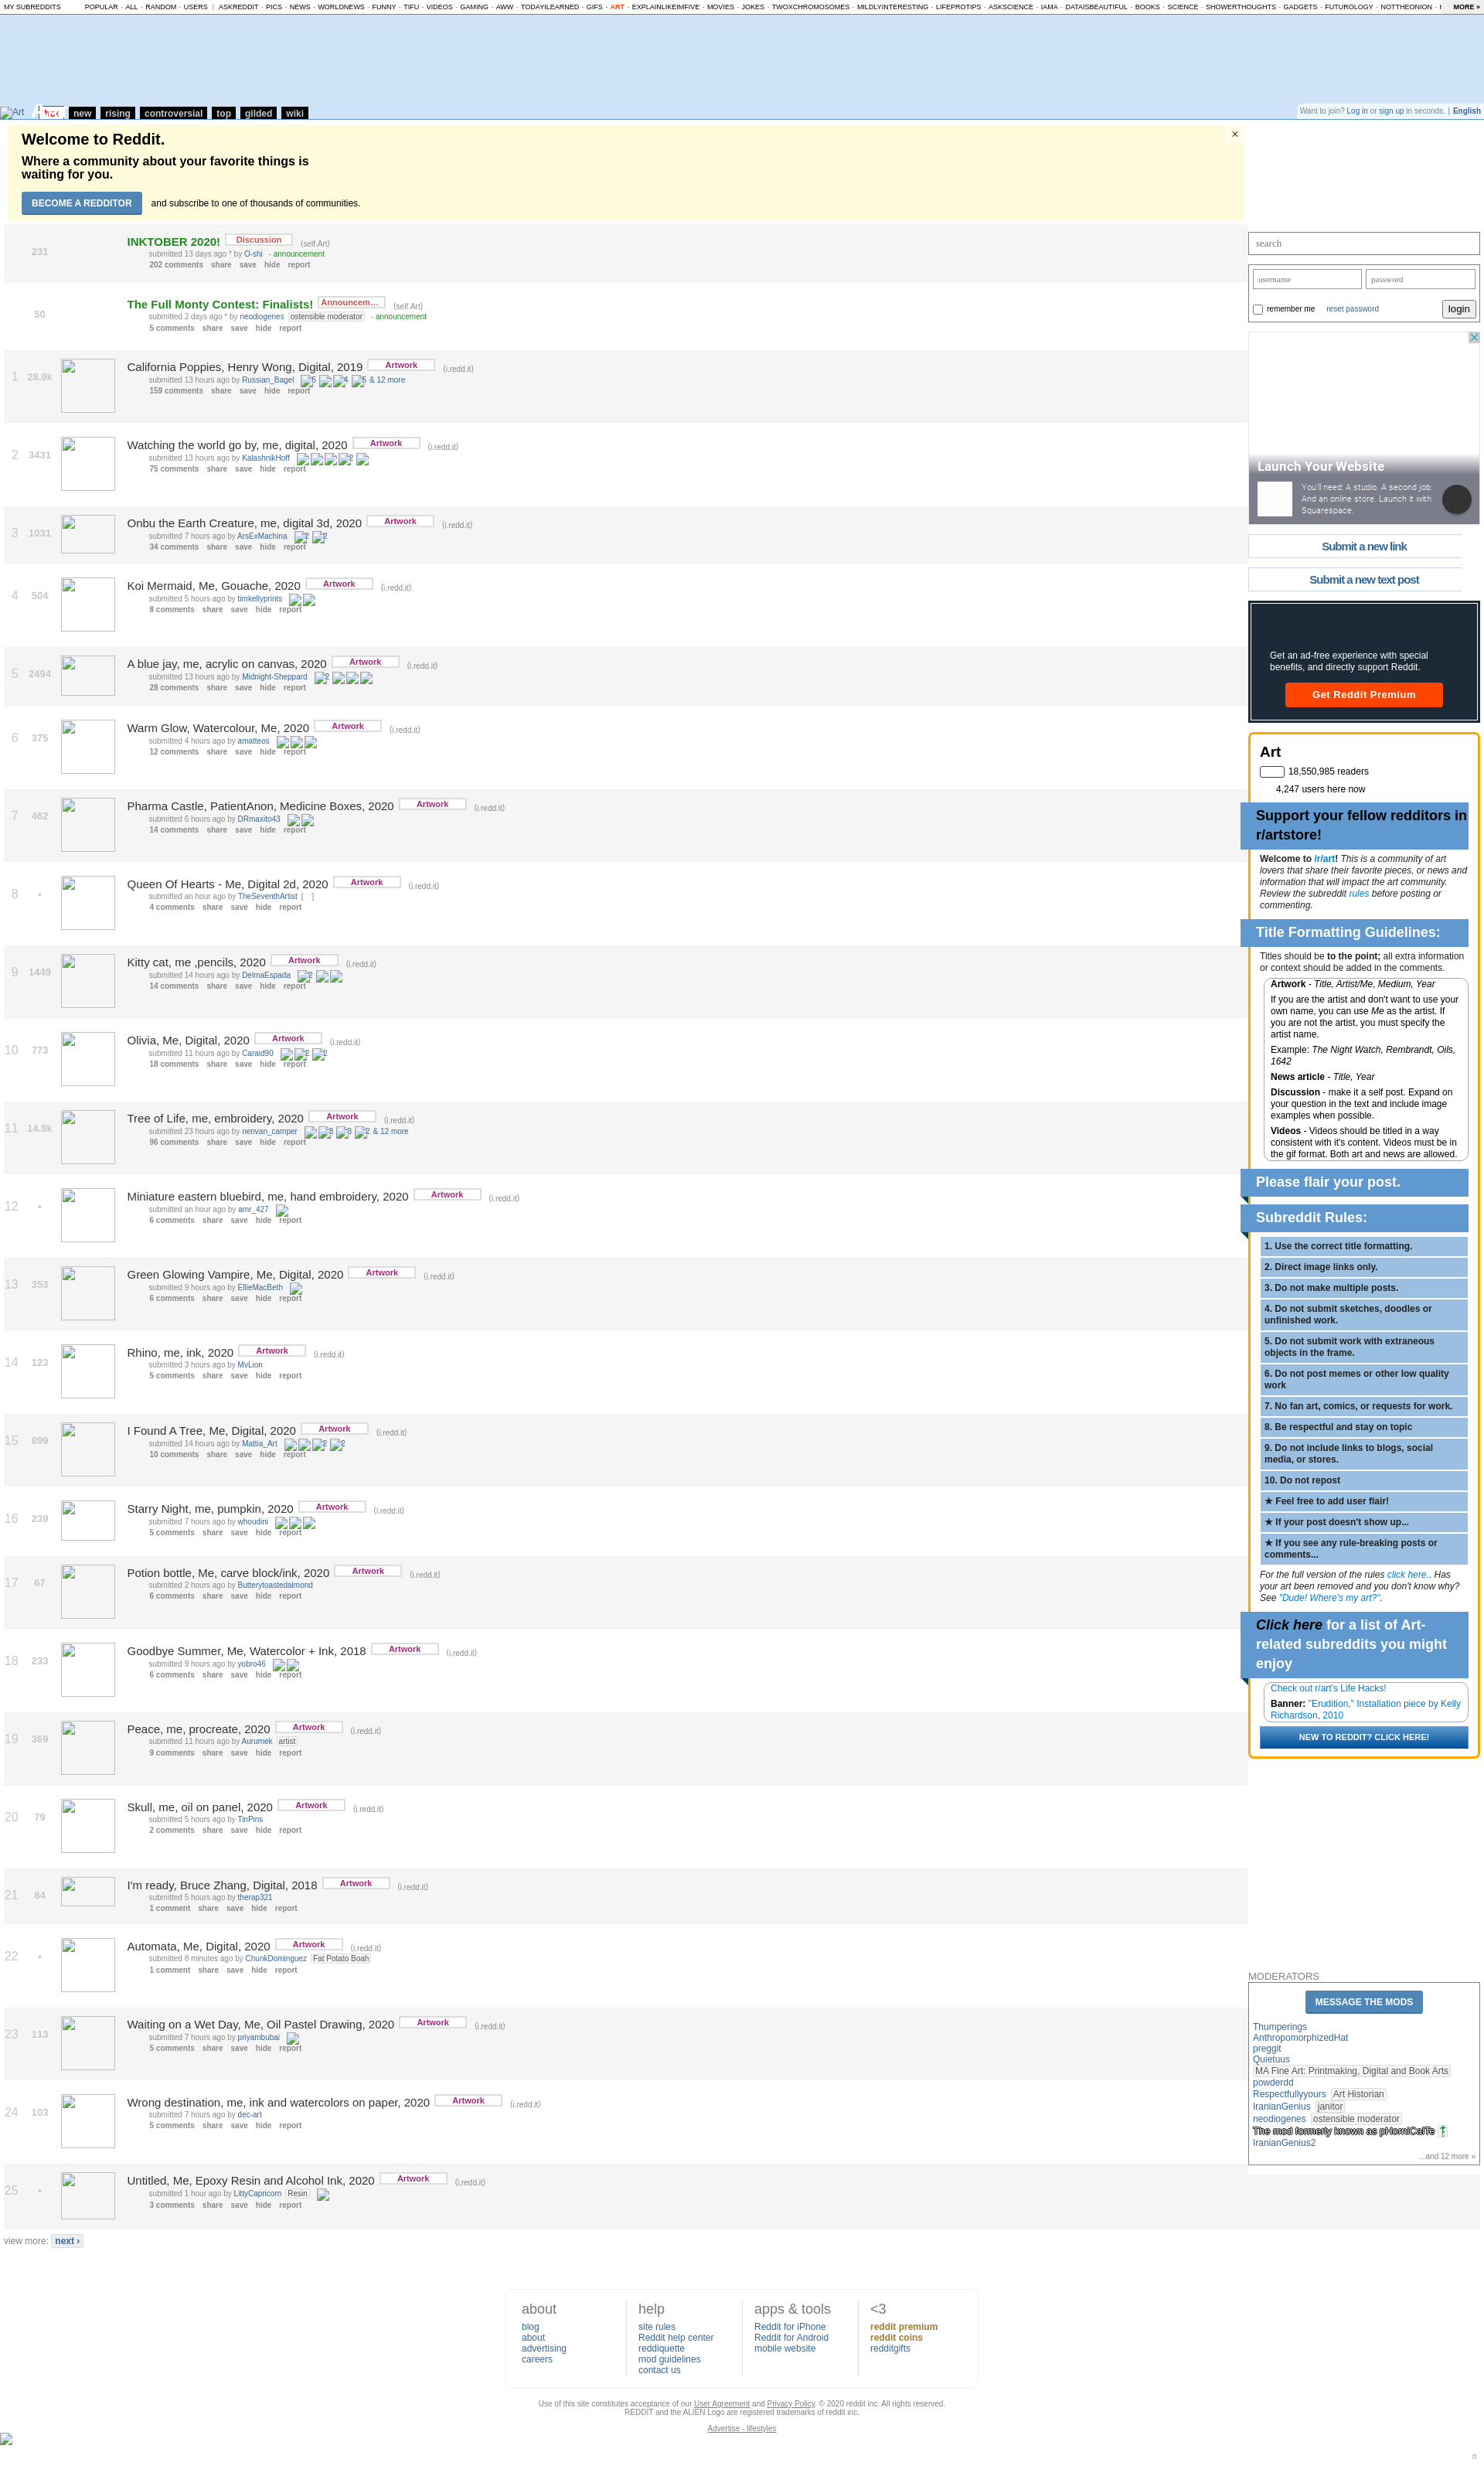 MY SUBREDDITS POPULAR - ALL - RANDOM - USERS | ASKREDDIT - PICS - NEWS - WORLDNEWS - FUNNY - TIFU - VIDEOS - GAMING - AWW - TODAYILEARNED - GIFS - ART - EXPLAINLIKEIMFIVE - MOVIES - JOKES - TWOXCHROMOSOMES - MILDLYINTERESTING - LIFEPROTIPS - ASKSCIENCE - IAMA - DATAISBEAUTIFUL - BOOKS - SCIENCE - SHOWERTHOUGHTS - GADGETS - FUTUROLOGY - NOTTHEONION - MORE »
Art hot new rising controversial top gilded wiki
Want to join? Log in or sign up in seconds. | English
Welcome to Reddit.
×
Where a community about your favorite things is
waiting for you.
BECOME A REDDITOR and subscribe to one of thousands of communities.
231
INKTOBER 2020! Discussion (self.Art)
submitted 13 days ago * by O-shi - announcement
202 comments share save hide report
50
The Full Monty Contest: Finalists! Announcem… (self.Art)
submitted 2 days ago * by neodiogenes ostensible moderator - announcement
5 comments share save hide report
1 28.9k
California Poppies, Henry Wong, Digital, 2019 Artwork (i.redd.it)
submitted 13 hours ago by Russian_Bagel 5 4 5 & 12 more
159 comments share save hide report
2 3431
Watching the world go by, me, digital, 2020 Artwork (i.redd.it)
submitted 13 hours ago by KalashnikHoff 2
75 comments share save hide report
3 1031
Onbu the Earth Creature, me, digital 3d, 2020 Artwork (i.redd.it)
submitted 7 hours ago by ArsExMachina 2 2
34 comments share save hide report
4 504
Koi Mermaid, Me, Gouache, 2020 Artwork (i.redd.it)
submitted 5 hours ago by timkellyprints
8 comments share save hide report
5 2494
A blue jay, me, acrylic on canvas, 2020 Artwork (i.redd.it)
submitted 13 hours ago by Midnight-Sheppard 2
28 comments share save hide report
6 375
Warm Glow, Watercolour, Me, 2020 Artwork (i.redd.it)
submitted 4 hours ago by amatteos
12 comments share save hide report
7 462
Pharma Castle, PatientAnon, Medicine Boxes, 2020 Artwork (i.redd.it)
submitted 6 hours ago by DRmaxito43
14 comments share save hide report
8 •
Queen Of Hearts - Me, Digital 2d, 2020 Artwork (i.redd.it)
submitted an hour ago by TheSeventhArtist [ ]
4 comments share save hide report
9 1449
Kitty cat, me ,pencils, 2020 Artwork (i.redd.it)
submitted 14 hours ago by DelmaEspada 2
14 comments share save hide report
10 773
Olivia, Me, Digital, 2020 Artwork (i.redd.it)
submitted 11 hours ago by Caraid90 2 2
18 comments share save hide report
11 14.8k
Tree of Life, me, embroidery, 2020 Artwork (i.redd.it)
submitted 23 hours ago by nenvan_camper 3 3 2 & 12 more
96 comments share save hide report
12 •
Miniature eastern bluebird, me, hand embroidery, 2020 Artwork (i.redd.it)
submitted an hour ago by amr_427
6 comments share save hide report
13 353
Green Glowing Vampire, Me, Digital, 2020 Artwork (i.redd.it)
submitted 9 hours ago by EllieMacBeth
6 comments share save hide report
14 123
Rhino, me, ink, 2020 Artwork (i.redd.it)
submitted 3 hours ago by MvLion
5 comments share save hide report
15 899
I Found A Tree, Me, Digital, 2020 Artwork (i.redd.it)
submitted 14 hours ago by Mattia_Art 2 2
10 comments share save hide report
16 239
Starry Night, me, pumpkin, 2020 Artwork (i.redd.it)
submitted 7 hours ago by whoudini
5 comments share save hide report
17 67
Potion bottle, Me, carve block/ink, 2020 Artwork (i.redd.it)
submitted 2 hours ago by Butterytoastedalmond
6 comments share save hide report
18 233
Goodbye Summer, Me, Watercolor + Ink, 2018 Artwork (i.redd.it)
submitted 9 hours ago by yobro46
6 comments share save hide report
19 369
Peace, me, procreate, 2020 Artwork (i.redd.it)
submitted 11 hours ago by Aurumek artist
9 comments share save hide report
20 79
Skull, me, oil on panel, 2020 Artwork (i.redd.it)
submitted 5 hours ago by TinPins
2 comments share save hide report
21 84
I'm ready, Bruce Zhang, Digital, 2018 Artwork (i.redd.it)
submitted 5 hours ago by therap321
1 comment share save hide report
22 •
Automata, Me, Digital, 2020 Artwork (i.redd.it)
submitted 8 minutes ago by ChunkDominguez Fat Potato Boah
1 comment share save hide report
23 113
Waiting on a Wet Day, Me, Oil Pastel Drawing, 2020 Artwork (i.redd.it)
submitted 7 hours ago by priyambubai
5 comments share save hide report
24 103
Wrong destination, me, ink and watercolors on paper, 2020 Artwork (i.redd.it)
submitted 7 hours ago by dec-art
5 comments share save hide report
25 •
Untitled, Me, Epoxy Resin and Alcohol Ink, 2020 Artwork (i.redd.it)
submitted 1 hour ago by LittyCapricorn Resin
3 comments share save hide report
view more: next ›
search
username password
remember me reset password login
Launch Your Website
You'll need: A studio. A second job.
And an online store. Launch it with
Squarespace.
Submit a new link
Submit a new text post
Get an ad-free experience with special
benefits, and directly support Reddit.
Get Reddit Premium
Art
18,550,985 readers
4,247 users here now
Support your fellow redditors in
r/artstore!
Welcome to /r/art! This is a community of art
lovers that share their favorite pieces, or news and
information that will impact the art community.
Review the subreddit rules before posting or
commenting.
Title Formatting Guidelines:
Titles should be to the point; all extra information
or context should be added in the comments.
Artwork - Title, Artist/Me, Medium, Year
If you are the artist and don't want to use your
own name, you can use Me as the artist. If
you are not the artist, you must specify the
artist name.
Example: The Night Watch, Rembrandt, Oils,
1642
News article - Title, Year
Discussion - make it a self post. Expand on
your question in the text and include image
examples when possible.
Videos - Videos should be titled in a way
consistent with it's content. Videos must be in
the gif format. Both art and news are allowed.
Please flair your post.
Subreddit Rules:
1. Use the correct title formatting.
2. Direct image links only.
3. Do not make multiple posts.
4. Do not submit sketches, doodles or
unfinished work.
5. Do not submit work with extraneous
objects in the frame.
6. Do not post memes or other low quality
work
7. No fan art, comics, or requests for work.
8. Be respectful and stay on topic
9. Do not include links to blogs, social
media, or stores.
10. Do not repost
★ Feel free to add user flair!
★ If your post doesn't show up...
★ If you see any rule-breaking posts or
comments...
For the full version of the rules click here.. Has
your art been removed and you don't know why?
See "Dude! Where's my art?".
Click here for a list of Art-
related subreddits you might
enjoy
Check out r/art's Life Hacks!
Banner: "Erudition," Installation piece by Kelly
Richardson, 2010
NEW TO REDDIT? CLICK HERE!
MODERATORS
MESSAGE THE MODS
Thumperings
AnthropomorphizedHat
preggit
Quietuus
MA Fine Art: Printmaking, Digital and Book Arts
powderdd
Respectfullyyours Art Historian
IranianGenius janitor
neodiogenes ostensible moderator
The mod formerly known as pHorniCaiTe
IranianGenius2
...and 12 more »
about
blog
about
advertising
careers
help
site rules
Reddit help center
reddiquette
mod guidelines
contact us
apps & tools
Reddit for iPhone
Reddit for Android
mobile website
<3
reddit premium
reddit coins
redditgifts
Use of this site constitutes acceptance of our User Agreement and Privacy Policy. © 2020 reddit inc. All rights reserved.
REDDIT and the ALIEN Logo are registered trademarks of reddit inc.
Advertise - lifestyles
π